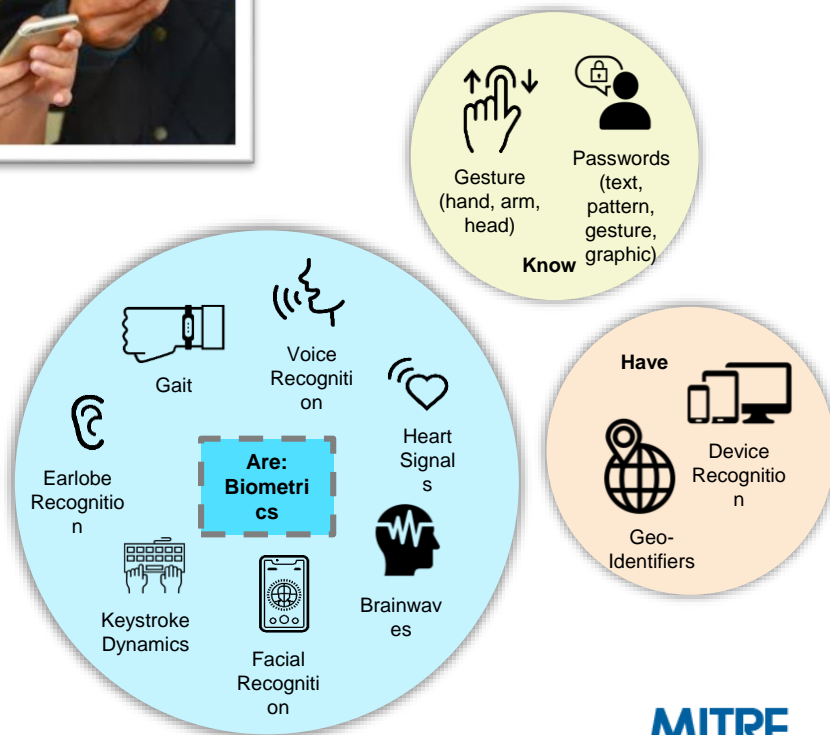 Gesture
(hand, arm,
head)
Passwords
(text,
pattern,
gesture,
graphic)
Know
Gait
Voice
Recogniti
on
Heart
Signal
s
Earlobe
Recognitio
n
Are:
Biometri
cs
Keystroke
Dynamics
Facial
Recogniti
on
Brainwav
es
Have
Device
Recognitio
n
Geo-
Identifiers
MITRE